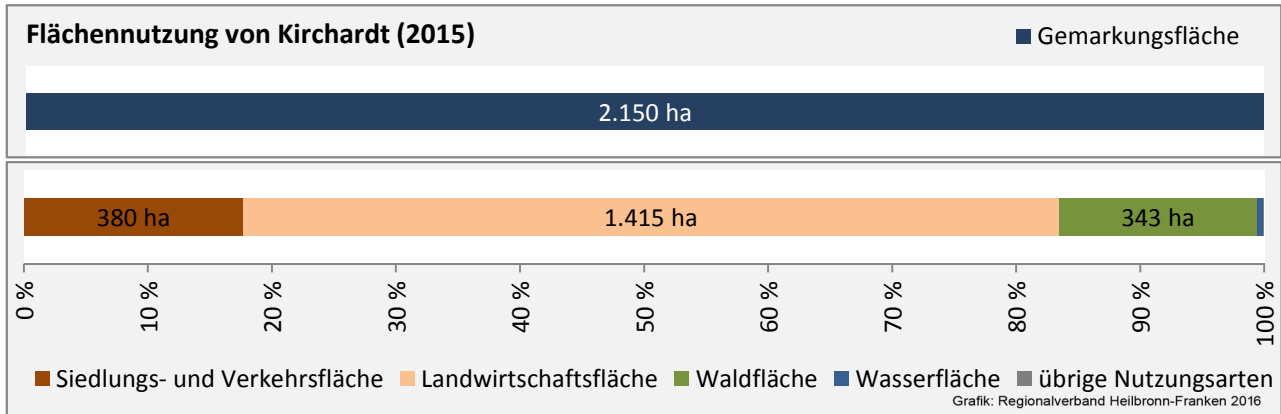 Flächennutzung von Kirchardt (2015)
Gemarkungsfläche
2.150 ha
380 ha 1.415 ha 343 ha
0 % 10 % 20 % 30 % 40 % 50 % 60 % 70 % 80 % 90 % 100 %
Siedlungs- und Verkehrsfläche Landwirtschaftsfläche Waldfläche Wasserfläche übrige Nutzungsarten
Grafik: Regionalverband Heilbronn-Franken 2016